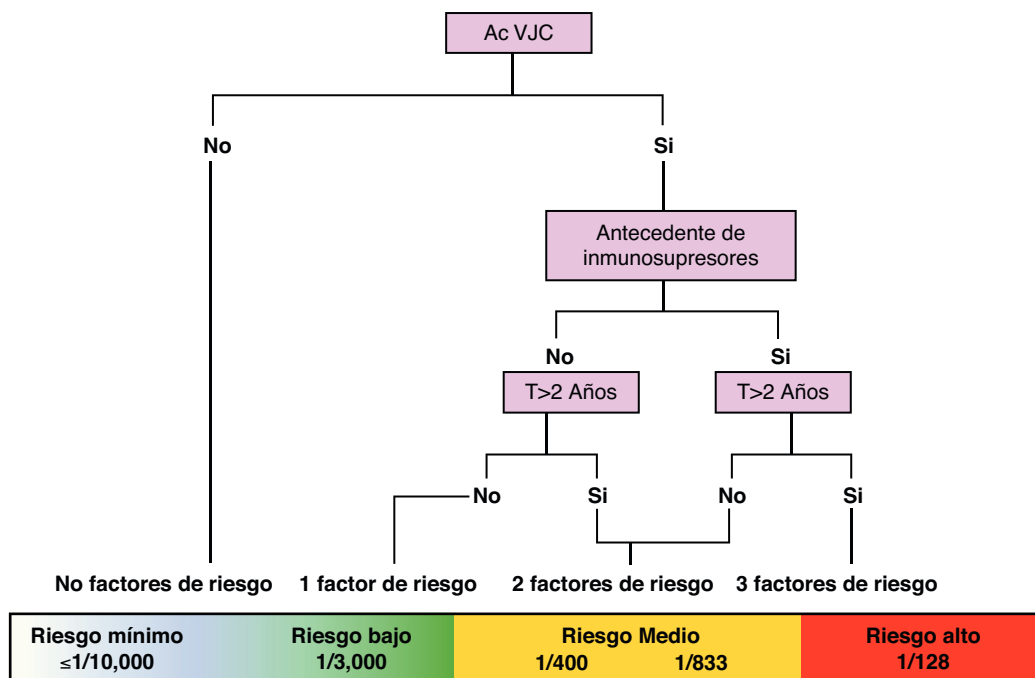 Ac VJC
No Si
Antecedente de
inmunosupresores
No Si
T>2 Años T>2 Años
No Si No Si
No factores de riesgo 1 factor de riesgo 2 factores de riesgo 3 factores de riesgo
Riesgo mínimo Riesgo bajo Riesgo Medio Riesgo alto
≤1/10,000 1/3,000 1/400 1/833 1/128